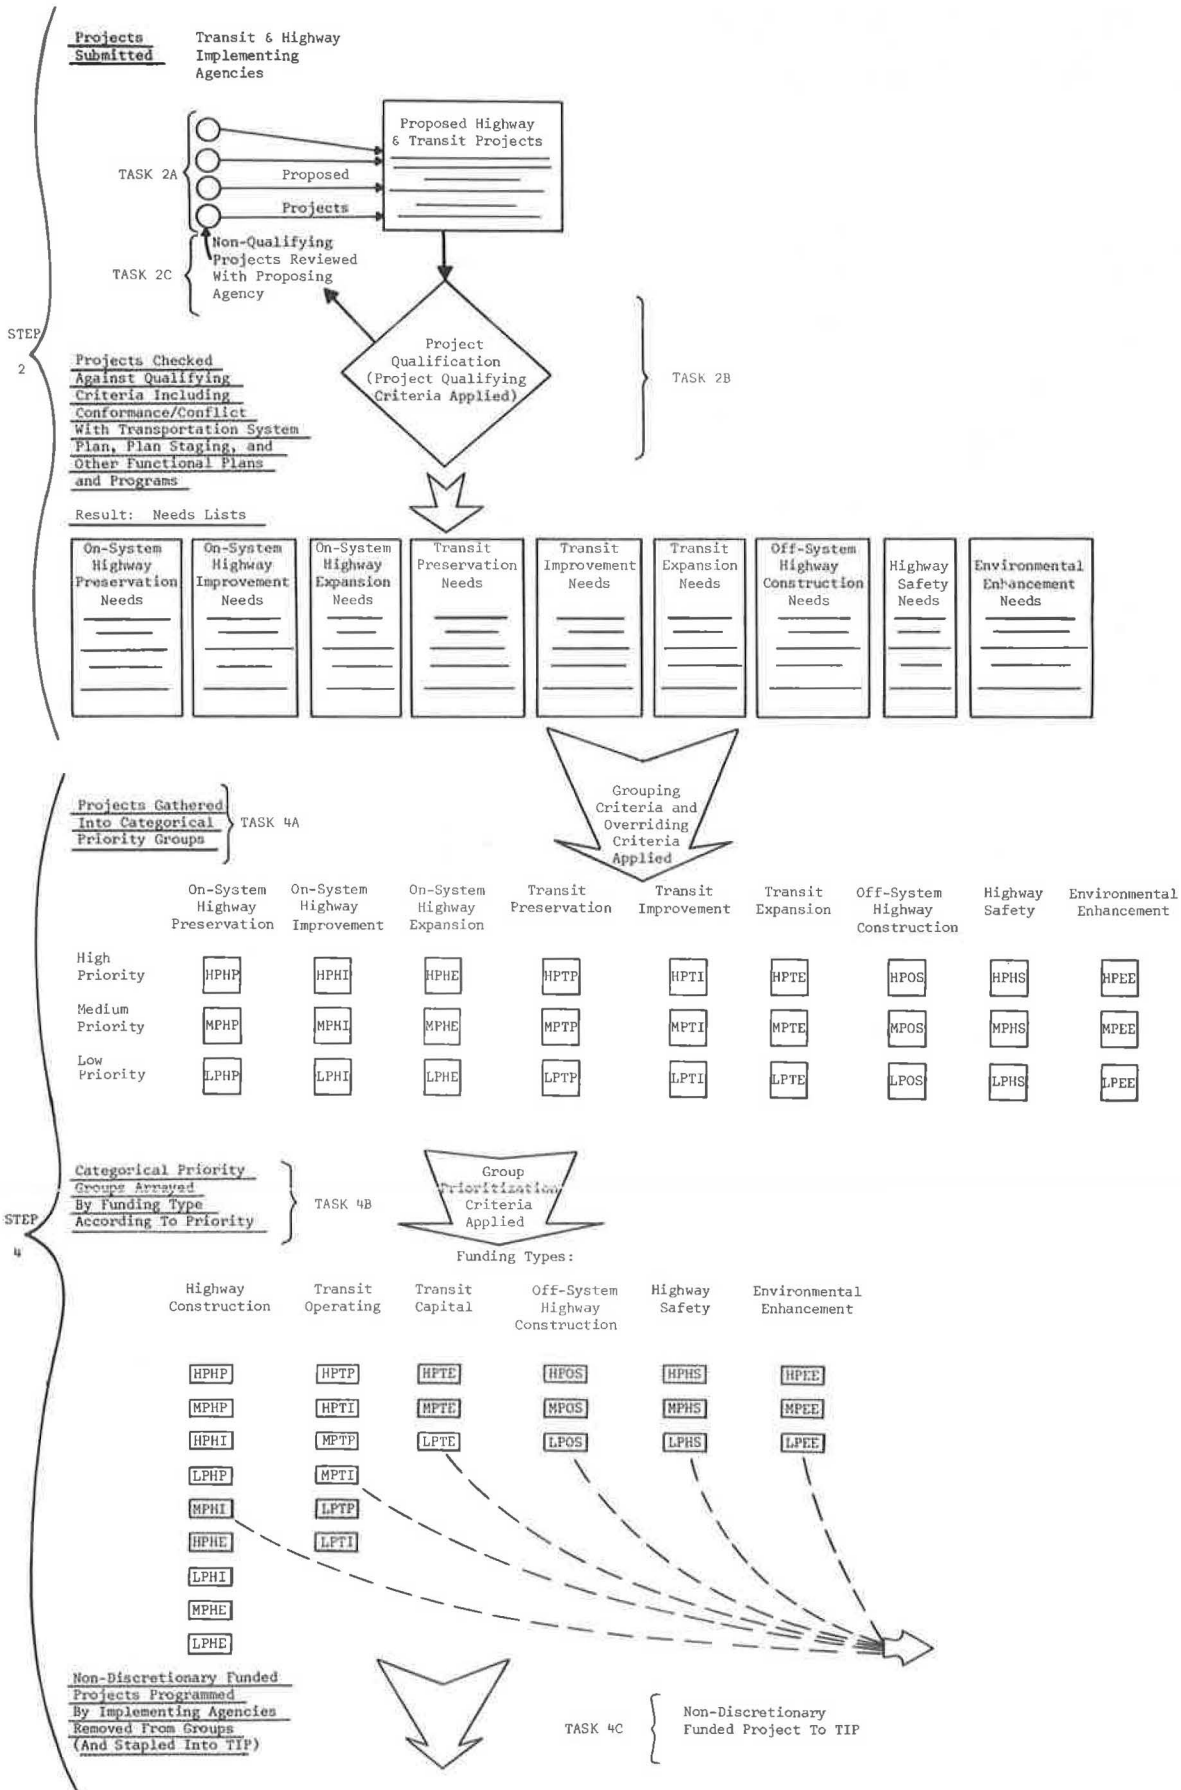 Projects
Submitted
Transit & Highway
Implementing
Agencies
TASK 2A
Proposed
Projects
Proposed Highway
& Transit Projects
TASK 2C
Non-Qualifying
Projects Reviewed
With Proposing
Agency
STEP
2
Project
Qualification
(Project Qualifying
Criteria Applied)
TASK 2B
Projects Checked
Against Qualifying
Criteria Including
Conformance/Conflict
With Transportation System
Plan, Plan Staging, and
Other Functional Plans
and Programs
Result: Needs Lists
On-System
Highway
Preservation
Needs
On-System
Highway
Improvement
Needs
On-System
Highway
Expansion
Needs
Transit
Preservation
Needs
Transit
Improvement
Needs
Transit
Expansion
Needs
Off-System
Highway
Construction
Needs
Highway
Safety
Needs
Environmental
Enhancement
Needs
Projects Gathered
Into Categorical
Priority Groups
TASK 4A
Grouping
Criteria and
Overriding
Criteria
Applied
On-System
Highway
Preservation
On-System
Highway
Improvement
On-System
Highway
Expansion
Transit
Preservation
Transit
Improvement
Transit
Expansion
Off-System
Highway
Construction
Highway
Safety
Environmental
Enhancement
High
Priority
HPHP HPHI HPHE HPTP HPTI HPTE HPOS HPHS HPEE
Medium
Priority
MPHP MPHI MPHE MPTP MPTI MPTE MPOS MPHS MPEE
Low
Priority
LPHP LPHI LPHE LPTP LPTI LPTE LPOS LPHS LPEE
STEP
4
Categorical Priority
Groups Arrayed
By Funding Type
According To Priority
TASK 4B
Group
Prioritization
Criteria
Applied
Funding Types:
Highway
Construction
Transit
Operating
Transit
Capital
Off-System
Highway
Construction
Highway
Safety
Environmental
Enhancement
HPHP HPTP HPTE HPOS HPHS HPEE
MPHP HPTI MPTE MPOS MPHS MPEE
HPHI MPTP LPTE LPOS LPHS LPEE
LPHP MPTI
MPHI LPTP
HPHE LPTI
LPHI
MPHE
LPHE
Non-Discretionary Funded
Projects Programmed
By Implementing Agencies
Removed From Groups
(And Stapled Into TIP)
TASK 4C
Non-Discretionary
Funded Project To TIP